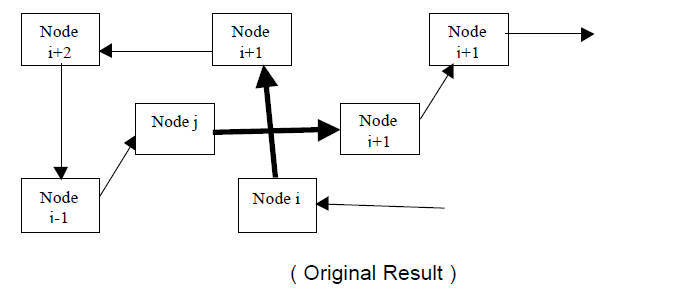 Node
i+2
Node
i+1
Node
i+1
Node j
Node
i+1
Node
i-1
Node i
( Original Result )